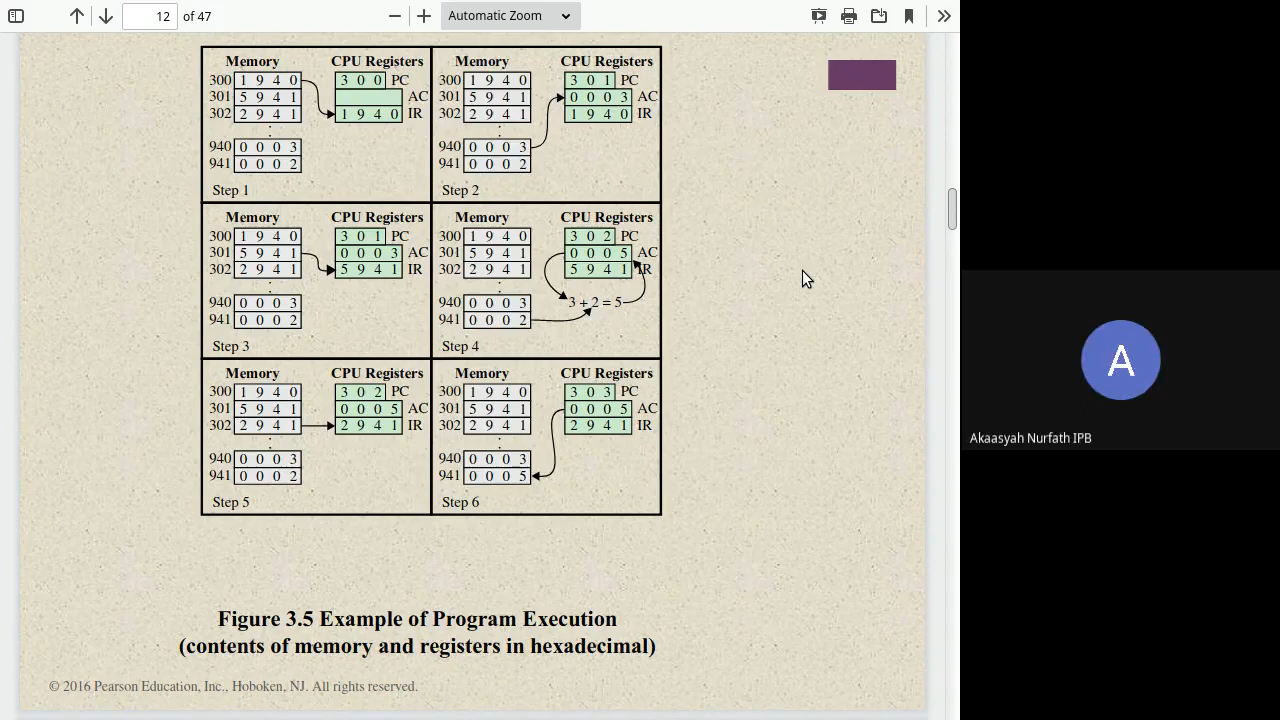 12 of 47 Automatic Zoom
Memory CPU Registers
300 1 9 4 0 3 0 0 PC
301 5 9 4 1 AC
302 2 9 4 1 1 9 4 0 IR
940 0 0 0 3
941 0 0 0 2
Step 1
Memory CPU Registers
300 1 9 4 0 3 0 1 PC
301 5 9 4 1 0 0 0 3 AC
302 2 9 4 1 1 9 4 0 IR
940 0 0 0 3
941 0 0 0 2
Step 2
Memory CPU Registers
300 1 9 4 0 3 0 1 PC
301 5 9 4 1 0 0 0 3 AC
302 2 9 4 1 5 9 4 1 IR
940 0 0 0 3
941 0 0 0 2
Step 3
Memory CPU Registers
300 1 9 4 0 3 0 2 PC
301 5 9 4 1 0 0 0 5 AC
302 2 9 4 1 5 9 4 1 IR
940 0 0 0 3 3 + 2 = 5
941 0 0 0 2
Step 4
Memory CPU Registers
300 1 9 4 0 3 0 2 PC
301 5 9 4 1 0 0 0 5 AC
302 2 9 4 1 2 9 4 1 IR
940 0 0 0 3
941 0 0 0 2
Step 5
Memory CPU Registers
300 1 9 4 0 3 0 3 PC
301 5 9 4 1 0 0 0 5 AC
302 2 9 4 1 2 9 4 1 IR
940 0 0 0 3
941 0 0 0 5
Step 6
Figure 3.5 Example of Program Execution
(contents of memory and registers in hexadecimal)
© 2016 Pearson Education, Inc., Hoboken, NJ. All rights reserved.
A
Akaasyah Nurfath IPB